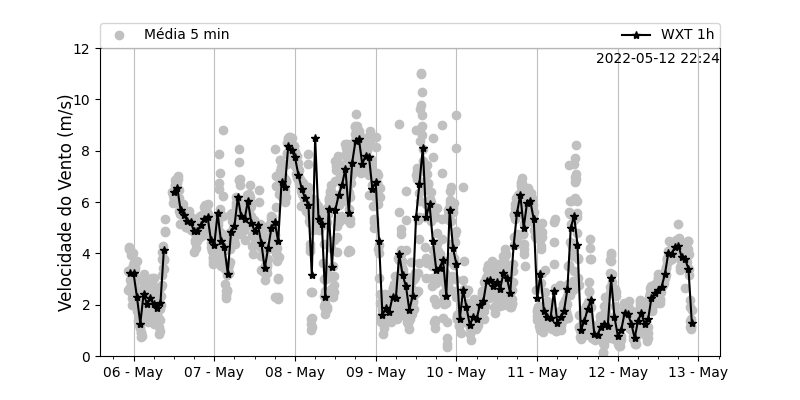 Média 5 min
WXT 1h
2022-05-12 22:24
Velocidade do Vento (m/s)
12
10
8
6
4
2
0
06 - May 07 - May 08 - May 09 - May 10 - May 11 - May 12 - May 13 - May